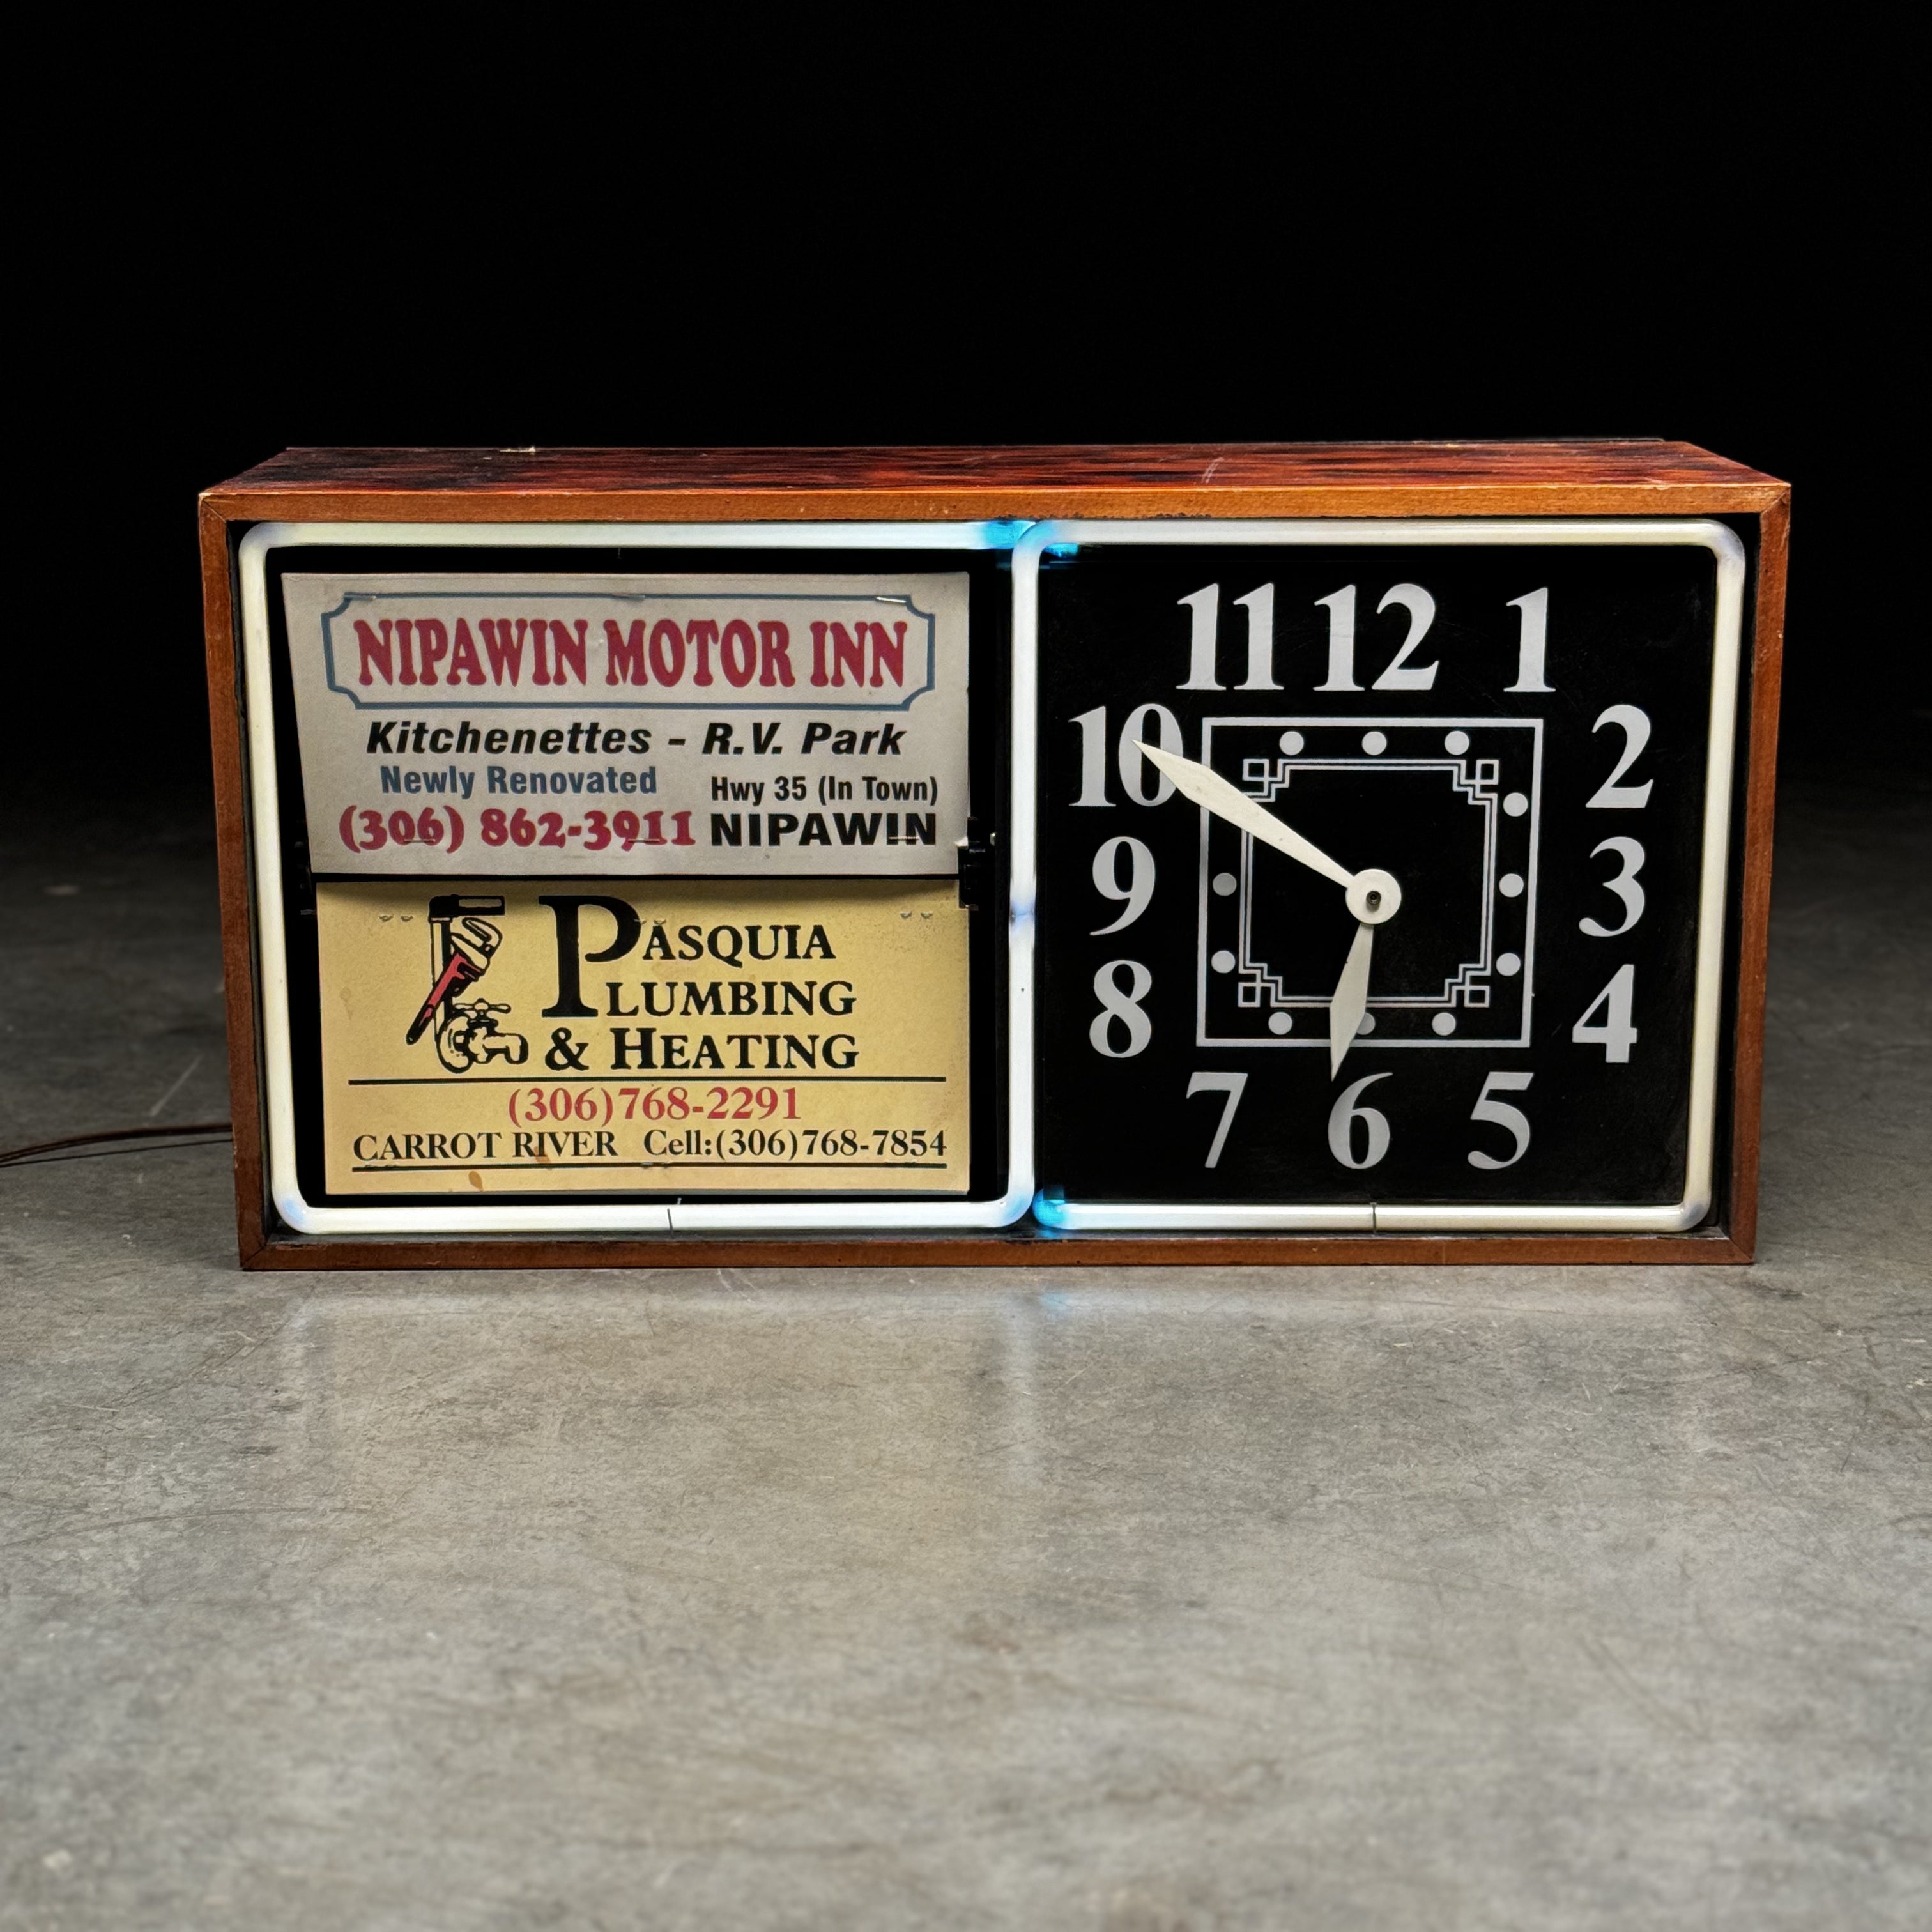 NIPAWIN MOTOR INN
Kitchenettes - R.V. Park
Newly Renovated
Hwy 35 (In Town)
(306) 862-3911 NIPAWIN
PASQUIA
PLUMBING
& HEATING
(306)768-2291
CARROT RIVER Cell:(306)768-7854
11 12 1
10 2
9 3
8 4
7 6 5